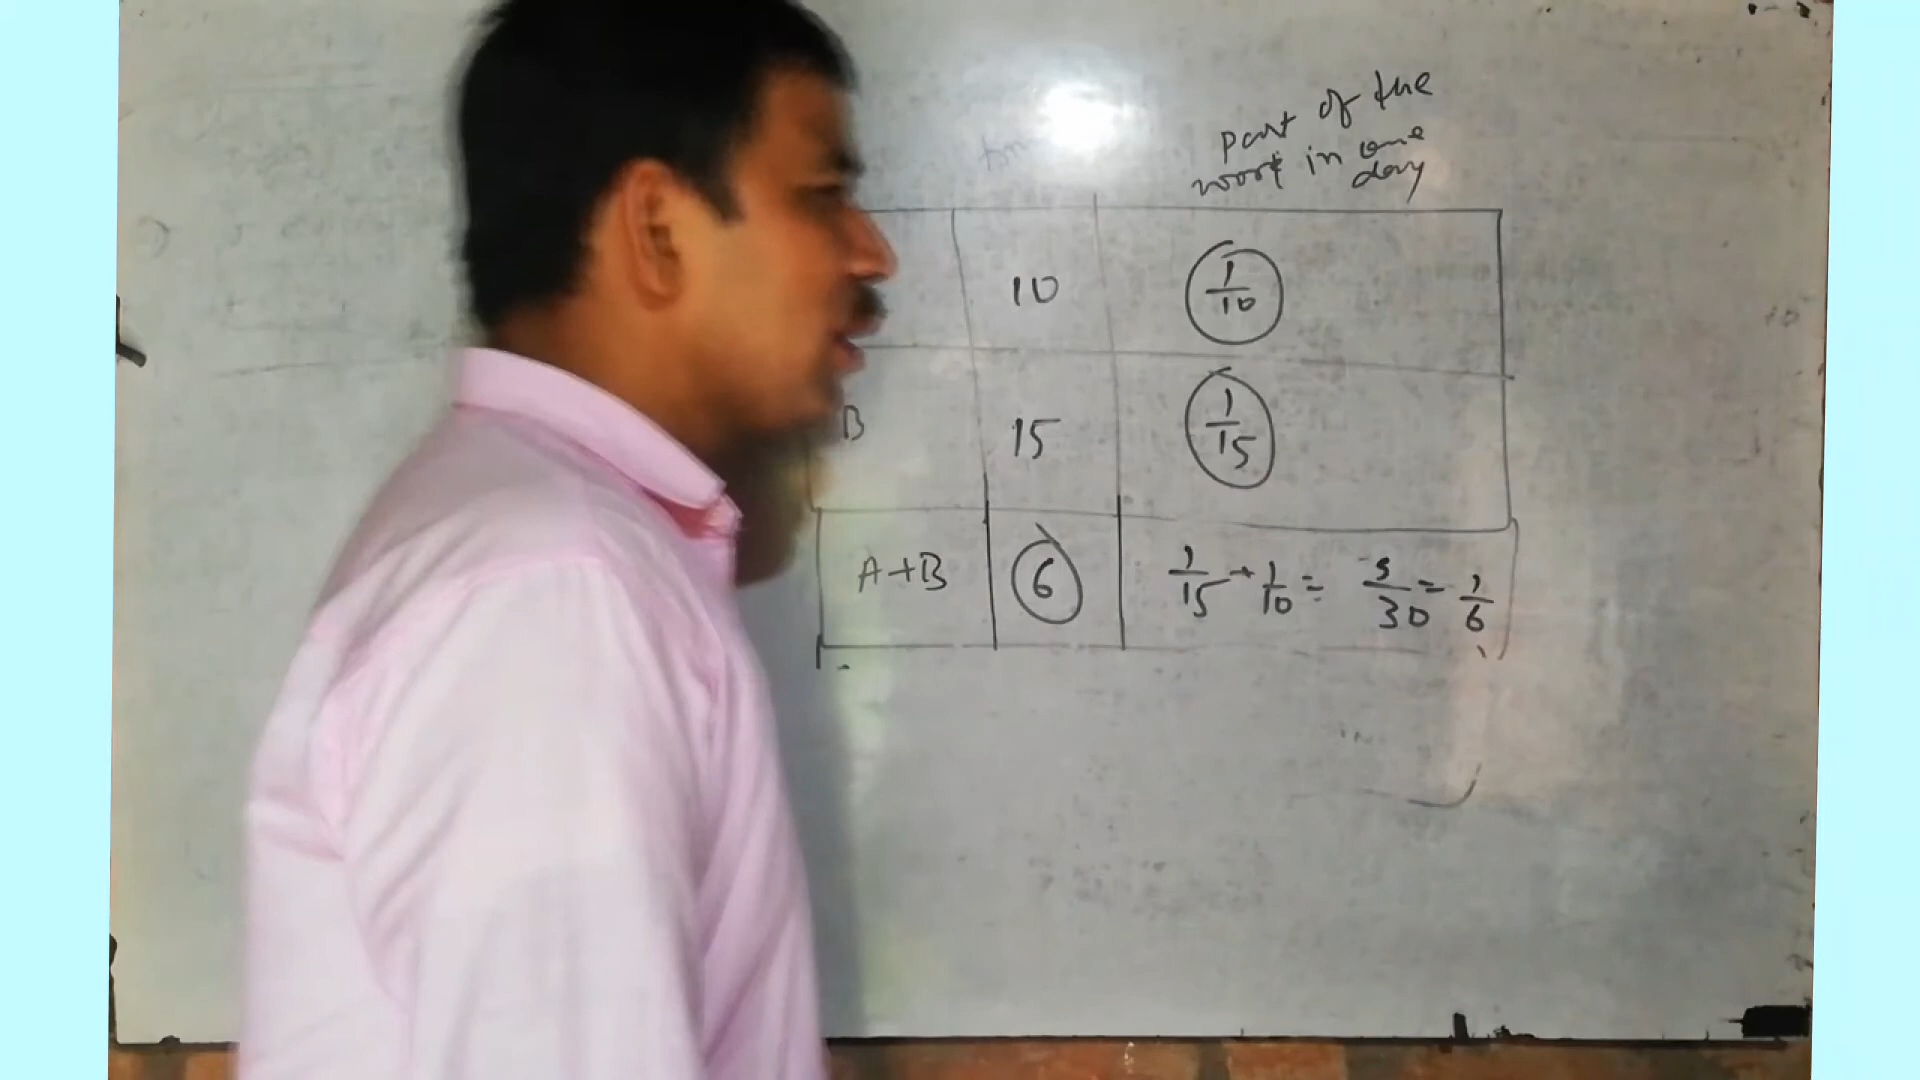 part of the
work in one
day
10 1/10
B 15 1/15
A+B 6 1/15 + 1/10 = 5/30 = 1/6